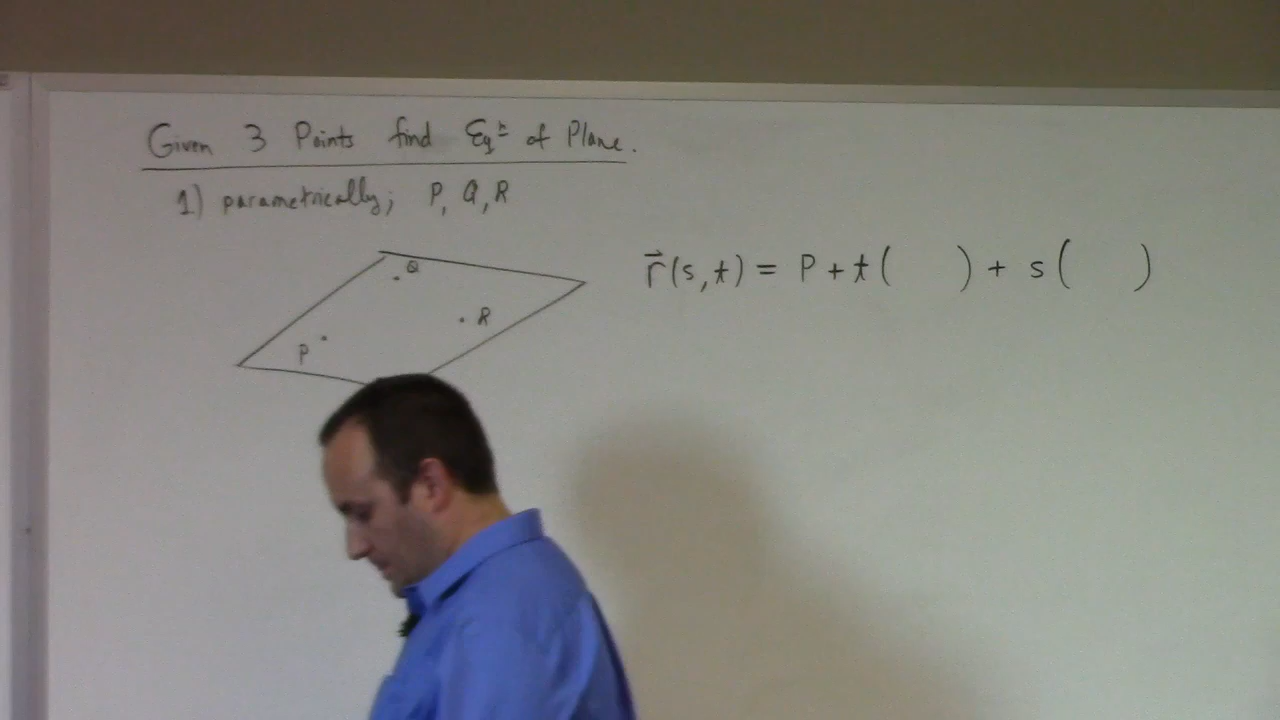 Given 3 Points find Eqⁿ of Plane.
1) parametrically; P, Q, R
Q
R
P
r⃗(s,t) = P + t( ) + s( )